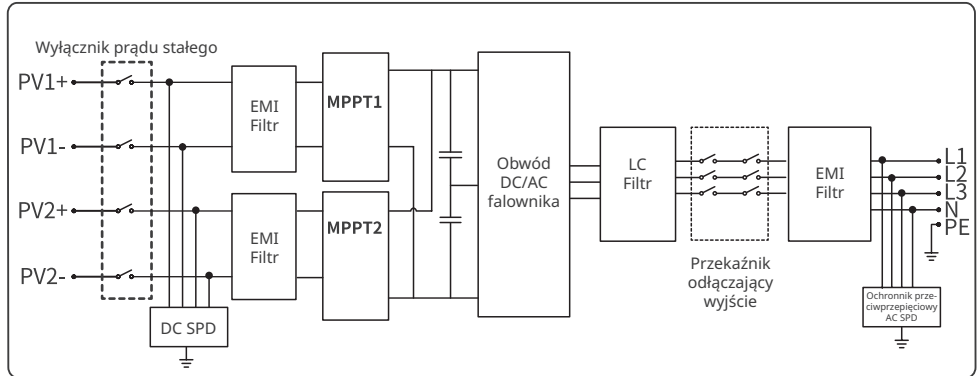 Wyłącznik prądu stałego
PV1+
PV1-
PV2+
PV2-
EMI
Filtr
MPPT1
EMI
Filtr
MPPT2
DC SPD
Obwód
DC/AC
falownika
LC
Filtr
Przekaźnik
odłączający
wyjście
EMI
Filtr
L1
L2
L3
N
PE
Ochronnik prze-
ciwprzepięciowy
AC SPD